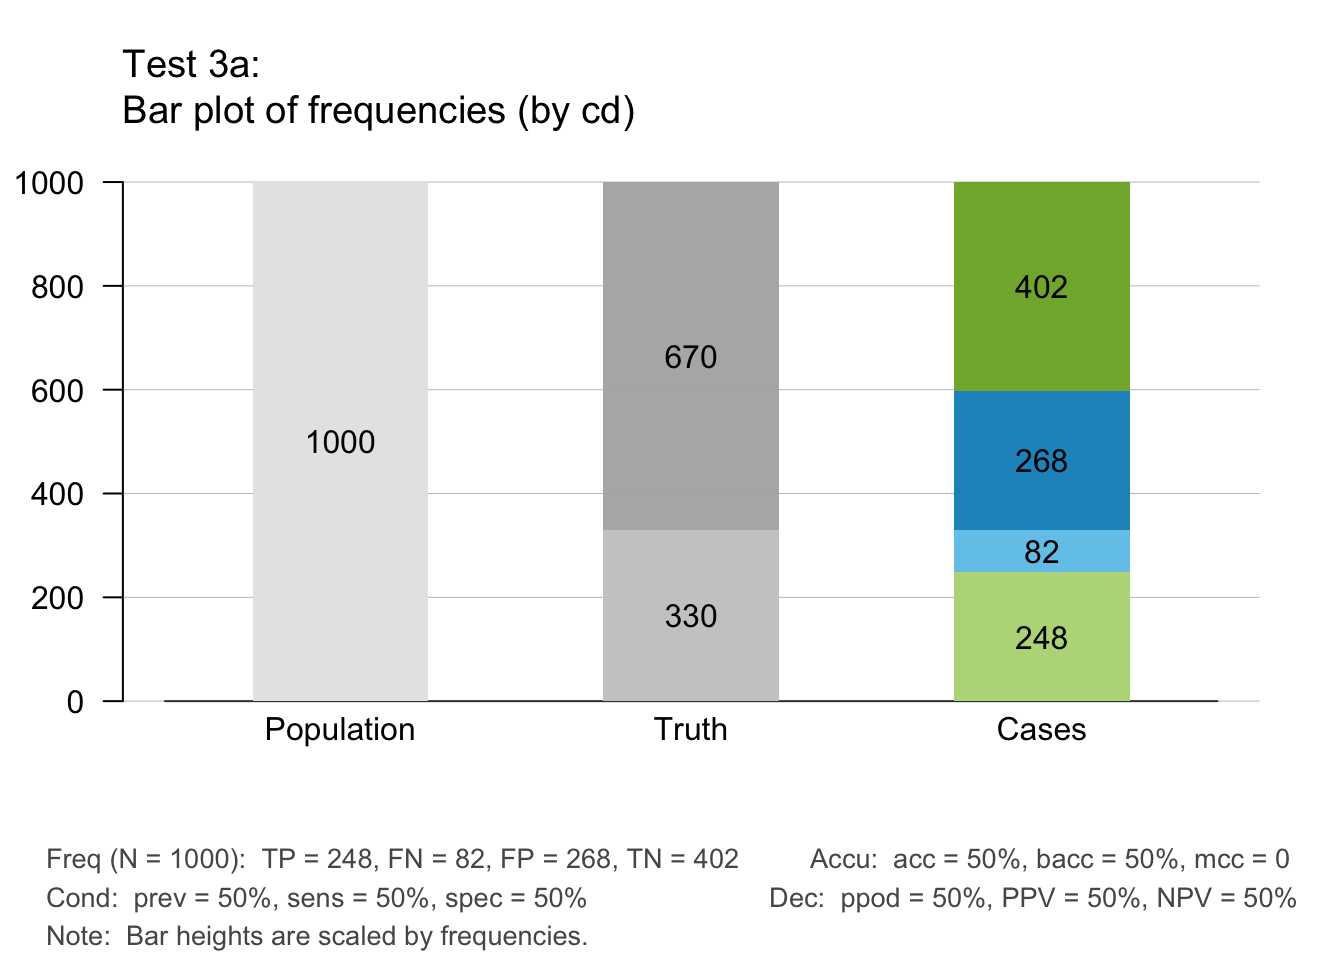 Test 3a:
Bar plot of frequencies (by cd)
1000
800
600
400
200
0
1000
670
330
402
268
82
248
Population
Truth
Cases
Freq (N = 1000):  TP = 248, FN = 82, FP = 268, TN = 402
Accu:  acc = 50%, bacc = 50%, mcc = 0
Cond:  prev = 50%, sens = 50%, spec = 50%
Dec:  ppod = 50%, PPV = 50%, NPV = 50%
Note:  Bar heights are scaled by frequencies.